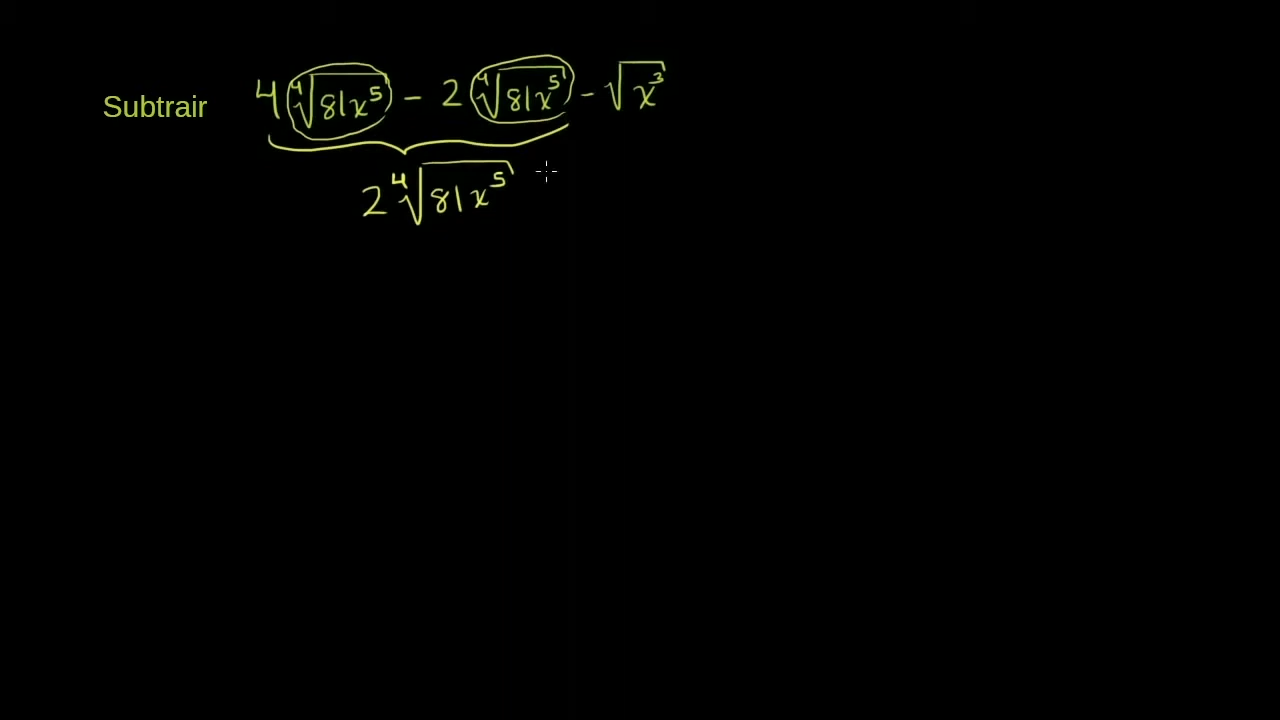 Subtrair 4 ∜81x⁵ - 2 ∜81x⁵ - √x³
2 ∜81x⁵